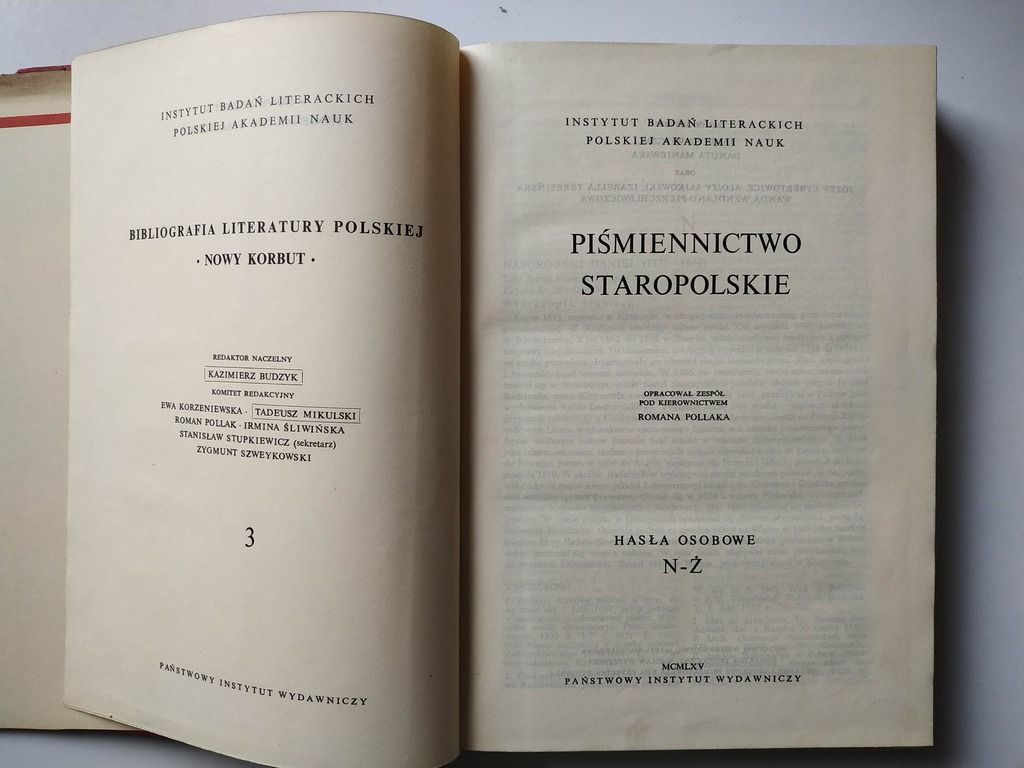 INSTYTUT BADAŃ LITERACKICH
POLSKIEJ AKADEMII NAUK
BIBLIOGRAFIA LITERATURY POLSKIEJ
· NOWY KORBUT ·
REDAKTOR NACZELNY
KAZIMIERZ BUDZYK
KOMITET REDAKCYJNY
EWA KORZENIEWSKA · TADEUSZ MIKULSKI
ROMAN POLLAK · IRMINA ŚLIWIŃSKA
STANISŁAW STUPKIEWICZ (sekretarz)
ZYGMUNT SZWEYKOWSKI
3
PAŃSTWOWY INSTYTUT WYDAWNICZY
INSTYTUT BADAŃ LITERACKICH
POLSKIEJ AKADEMII NAUK
PIŚMIENNICTWO
STAROPOLSKIE
OPRACOWAŁ ZESPÓŁ
POD KIEROWNICTWEM
ROMANA POLLAKA
HASŁA OSOBOWE
N-Ż
MCMLXV
PAŃSTWOWY INSTYTUT WYDAWNICZY